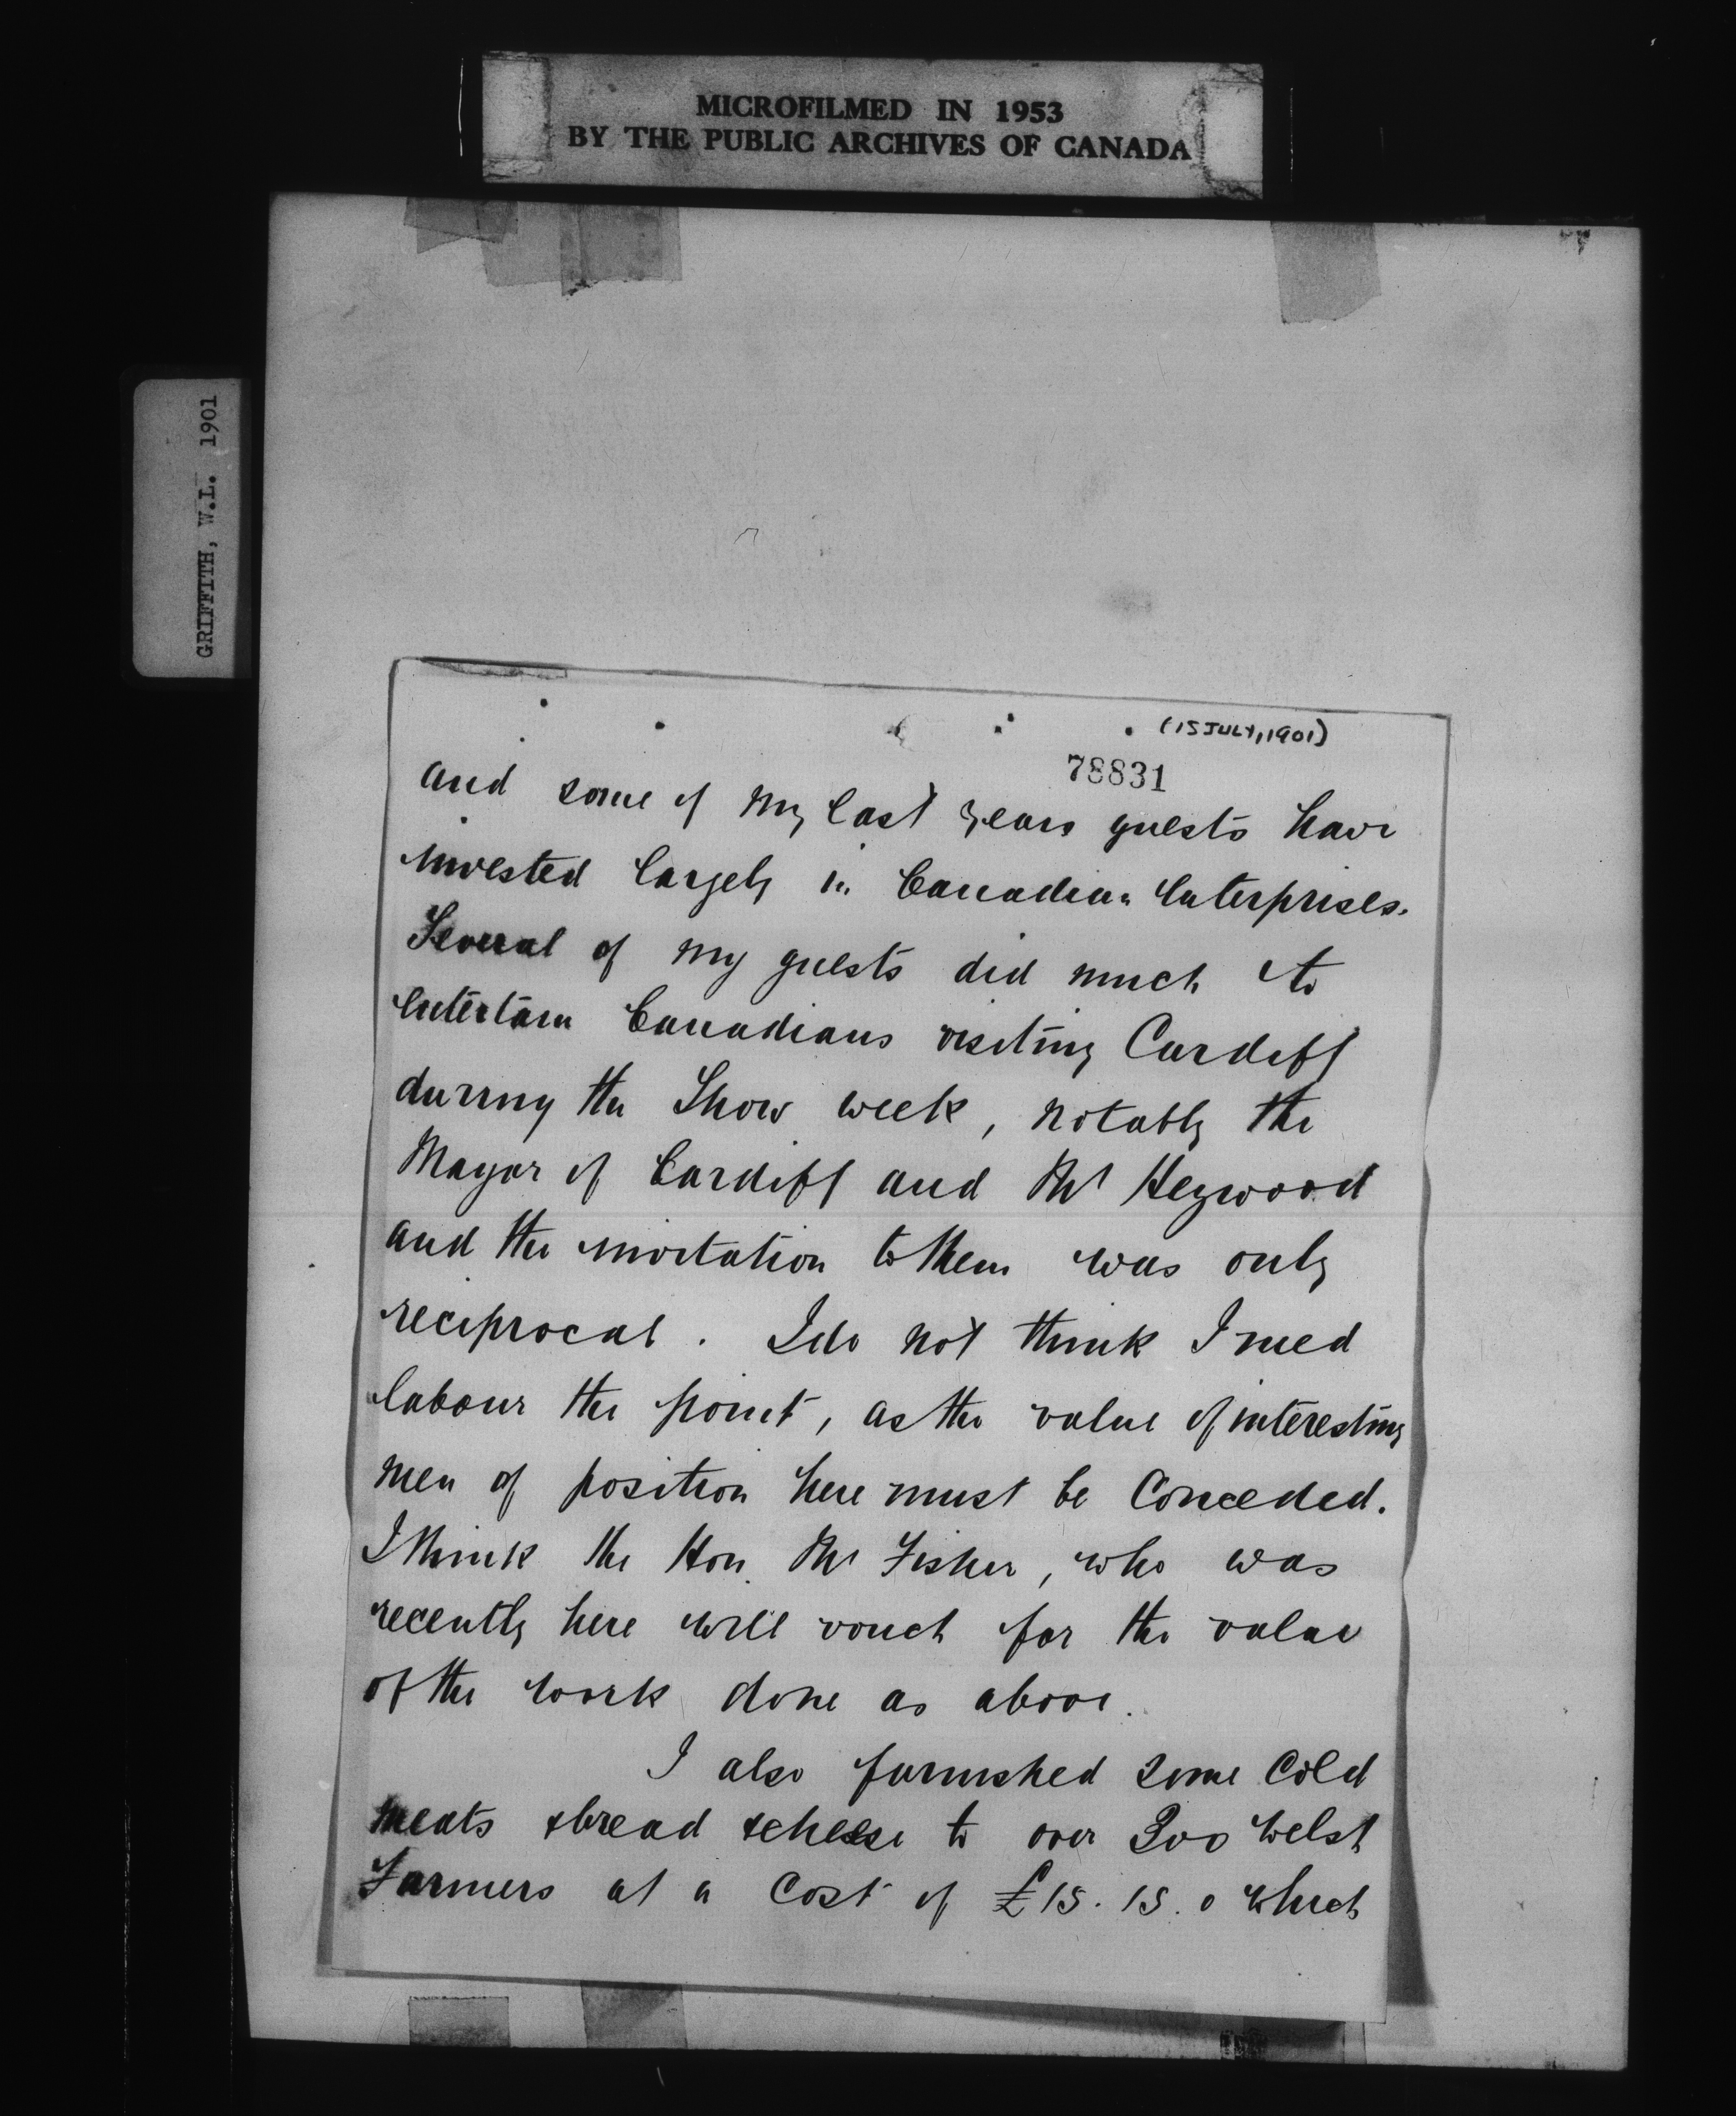 MICROFILMED IN 1953
BY THE PUBLIC ARCHIVES OF CANADA
GRIFFITH, W.L. 1901
(15 JULY, 1901)
78831
and some of my last years guests have
invested largely in Canadian Enterprises.
Several of my guests did much to
entertain Canadians visiting Cardiff
during the Show week, notably the
Mayor of Cardiff and Mr Heywood
and the invitation to them was only
reciprocal. I do not think I need
labour the point, as the value of interesting
men of position here must be Conceded.
I think the Hon. Mr Fisher, who was
recently here will vouch for the value
of the work done as above.
I also furnished some Cold
meats & bread & cheese to over 300 Welsh
Farmers at a Cost of £15.15.0 which